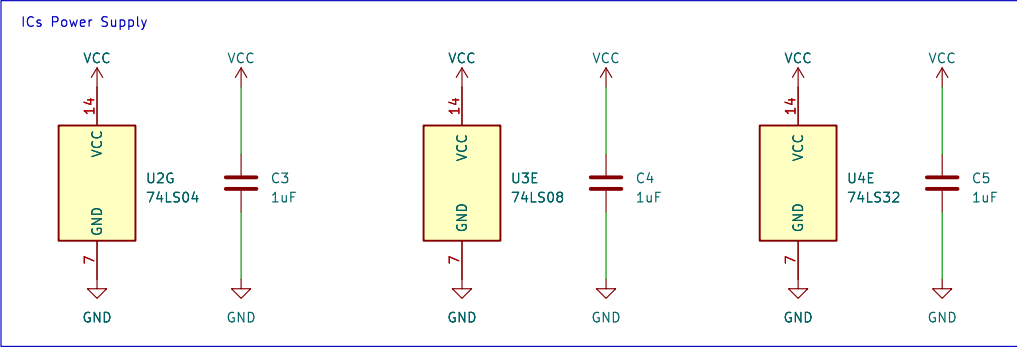 ICs Power Supply
VCC
VCC
VCC
VCC
VCC
VCC
14
14
14
VCC
VCC
VCC
U2G
C3
U3E
C4
U4E
C5
74LS04
1uF
74LS08
1uF
74LS32
1uF
GND
GND
GND
7
7
7
GND
GND
GND
GND
GND
GND